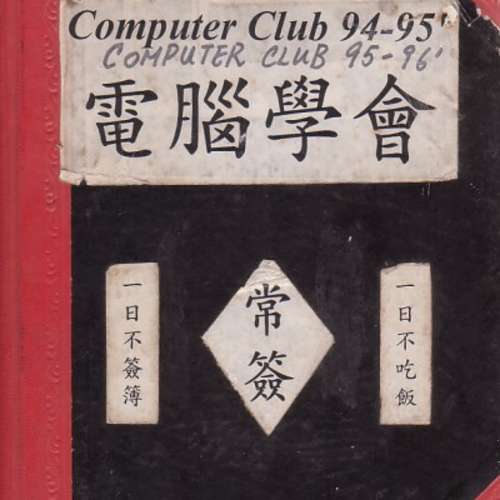 Computer Club 94-95'
COMPUTER CLUB 95-96'
電腦學會
一日不簽簿
常簽
一日不吃飯